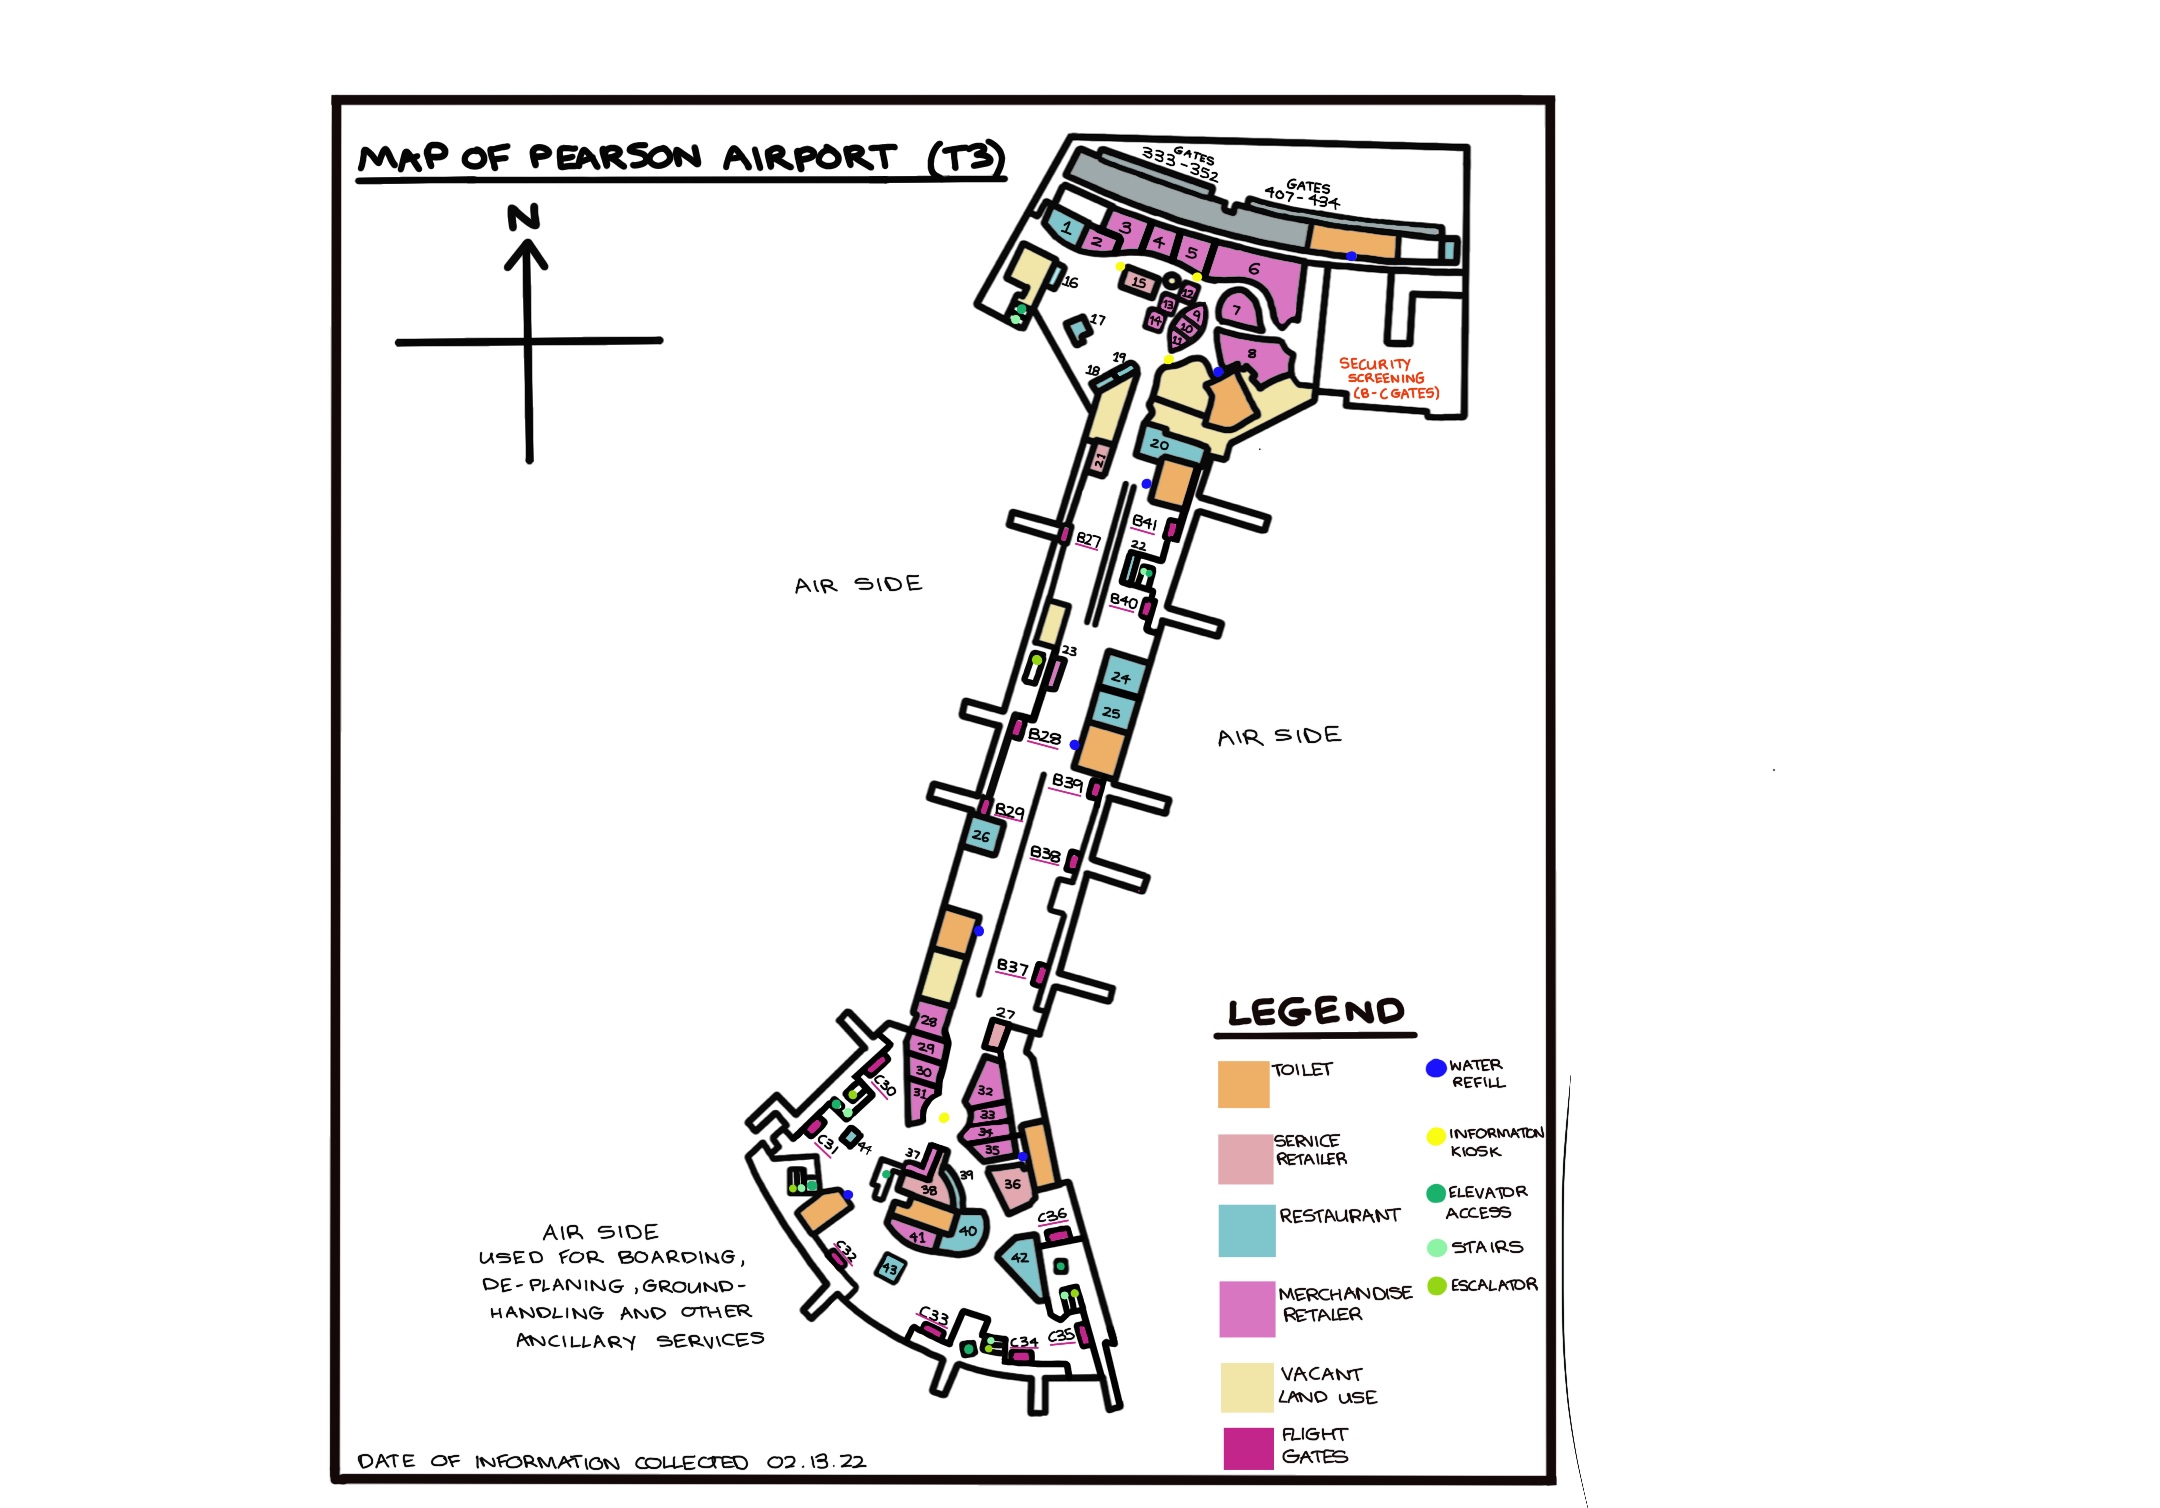 MAP OF PEARSON AIRPORT (T3)
N
GATES
333-352
GATES
407-434
1
2
3
4
5
6
7
8
9
10
11
12
13
14
15
16
17
18
19
SECURITY
SCREENING
(B-C GATES)
20
21
B41
B27
22
B40
AIR SIDE
23
24
25
B28
AIR SIDE
B39
B29
26
B38
B37
27
28
29
30
31
C30
C31
44
32
33
34
35
36
37
38
39
40
41
42
43
C36
C32
C33
C34
C35
AIR SIDE
USED FOR BOARDING,
DE-PLANING, GROUND-
HANDLING AND OTHER
ANCILLARY SERVICES
LEGEND
TOILET
SERVICE
RETAILER
RESTAURANT
MERCHANDISE
RETALER
VACANT
LAND USE
FLIGHT
GATES
WATER
REFILL
INFORMATION
KIOSK
ELEVATOR
ACCESS
STAIRS
ESCALATOR
DATE OF INFORMATION COLLECTED 02.13.22